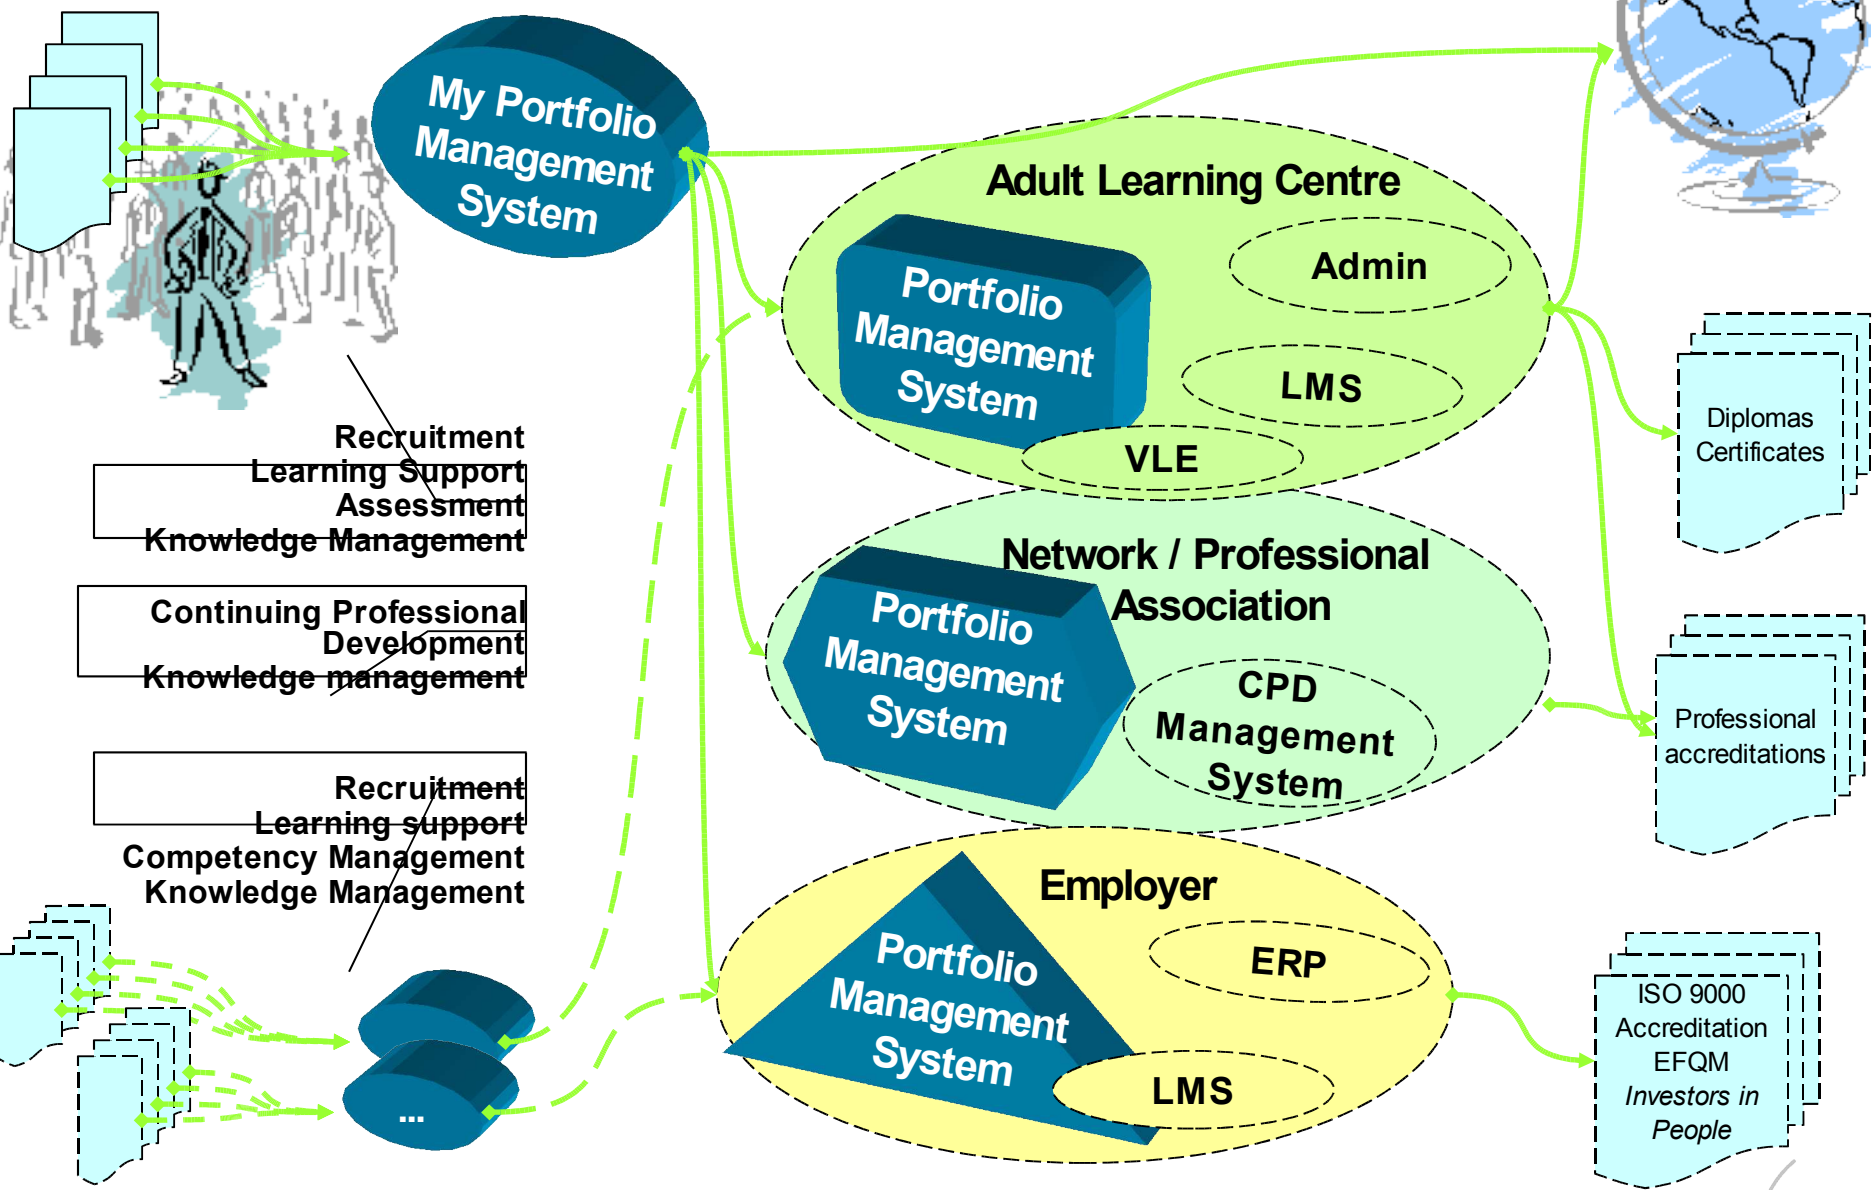 My Portfolio
Management
System
Adult Learning Centre
Portfolio
Management
System
Admin
LMS
VLE
Diplomas
Certificates
Recruitment
Learning Support
Assessment
Knowledge Management
Continuing Professional
Development
Knowledge management
Recruitment
Learning support
Competency Management
Knowledge Management
Network / Professional
Association
Portfolio
Management
System
CPD
Management
System
Professional
accreditations
Employer
Portfolio
Management
System
ERP
LMS
ISO 9000
Accreditation
EFQM
Investors in
People
...